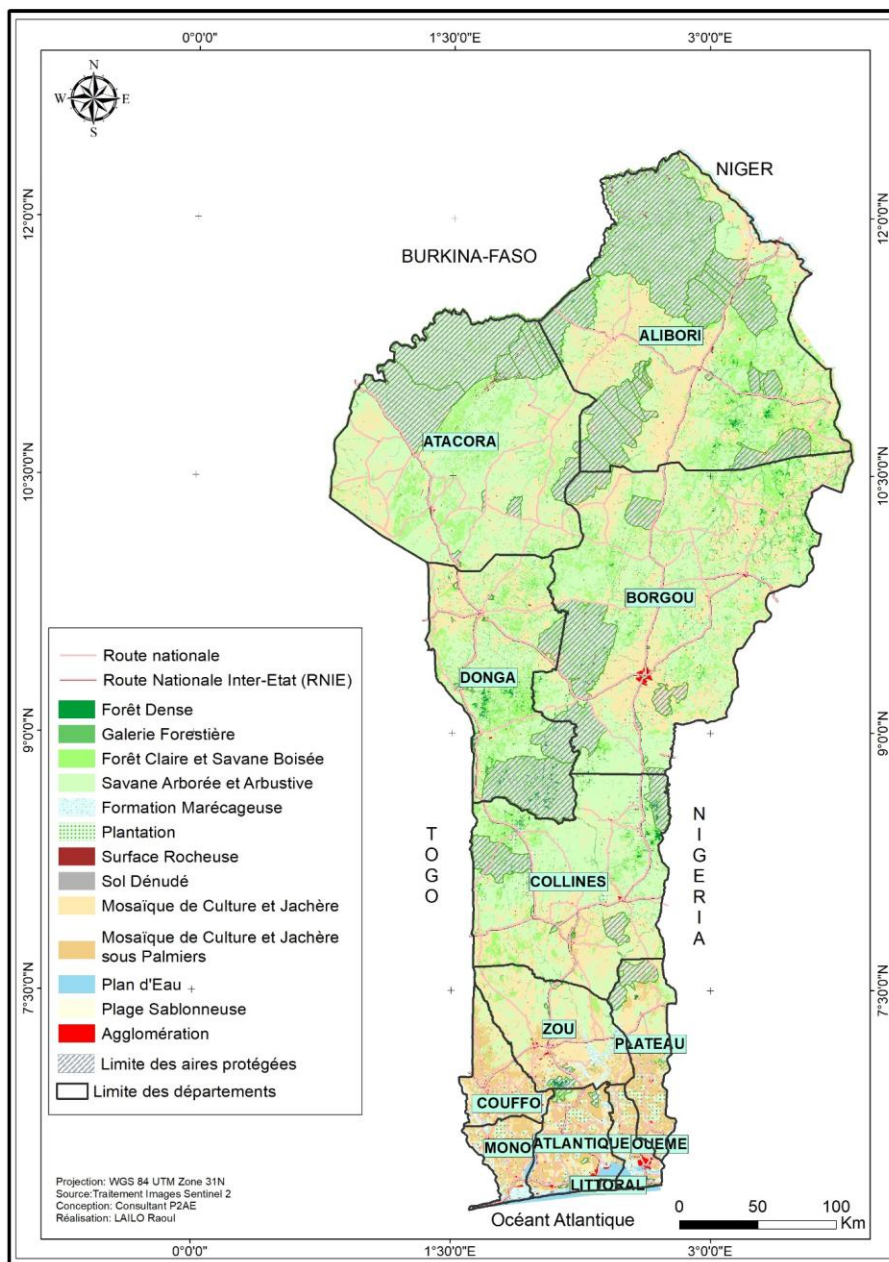 0°0'0"
1°30'0"E
3°0'0"E
N
W
E
S
12°0'0"N
12°0'0"N
NIGER
BURKINA-FASO
ALIBORI
ATACORA
10°30'0"N
10°30'0"N
BORGOU
DONGA
9°0'0"N
9°0'0"N
TOGO
NIGERIA
COLLINES
7°30'0"N
7°30'0"N
ZOU
PLATEAU
COUFFO
MONO
ATLANTIQUE
OUEME
LITTORAL
Océant Atlantique
Route nationale
Route Nationale Inter-Etat (RNIE)
Forêt Dense
Galerie Forestière
Forêt Claire et Savane Boisée
Savane Arborée et Arbustive
Formation Marécageuse
Plantation
Surface Rocheuse
Sol Dénudé
Mosaïque de Culture et Jachère
Mosaïque de Culture et Jachère
sous Palmiers
Plan d'Eau
Plage Sablonneuse
Agglomération
Limite des aires protégées
Limite des départements
Projection: WGS 84 UTM Zone 31N
Source:Traitement Images Sentinel 2
Conception: Consultant P2AE
Réalisation: LAILO Raoul
0 50 100
Km
0°0'0"
1°30'0"E
3°0'0"E